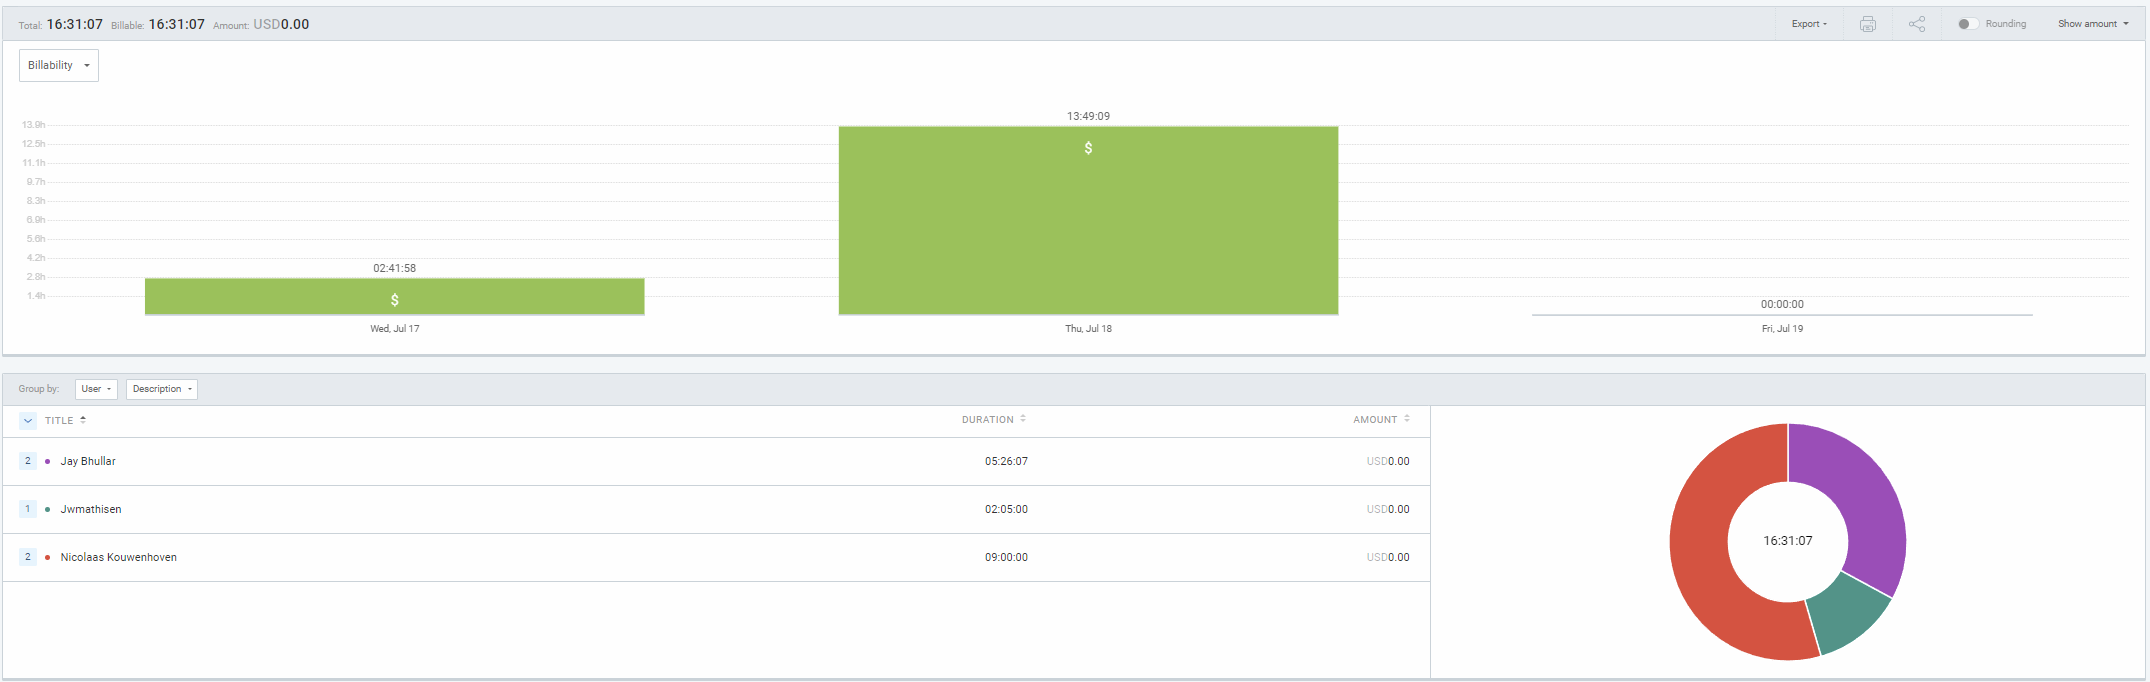 Total: 16:31:07 Billable: 16:31:07 Amount: USD0.00 Export Rounding Show amount
Billability
13:49:09
13.9h
$
12.5h
11.1h
9.7h
8.3h
6.9h
5.6h
4.2h
02:41:58
2.8h
$
1.4h
00:00:00
Wed, Jul 17 Thu, Jul 18 Fri, Jul 19
Group by: User Description
TITLE DURATION AMOUNT
2 Jay Bhullar 05:26:07 USD0.00
1 Jwmathisen 02:05:00 USD0.00
2 Nicolaas Kouwenhoven 09:00:00 USD0.00
16:31:07